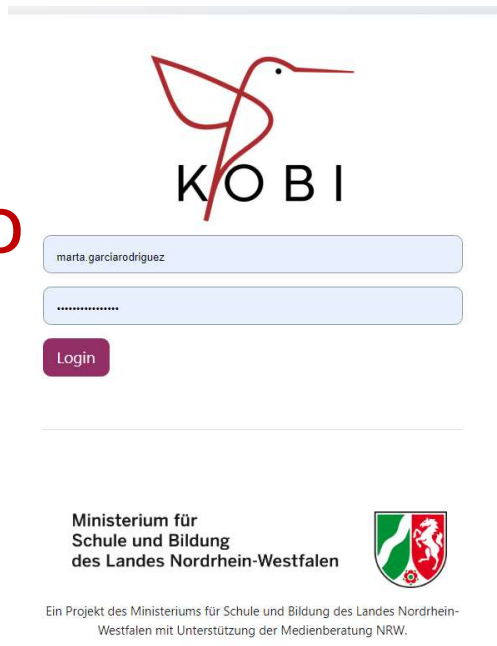 KOBI
marta.garciarodriguez
Login
Ministerium für
Schule und Bildung
des Landes Nordrhein-Westfalen
Ein Projekt des Ministeriums für Schule und Bildung des Landes Nordrhein-
Westfalen mit Unterstützung der Medienberatung NRW.